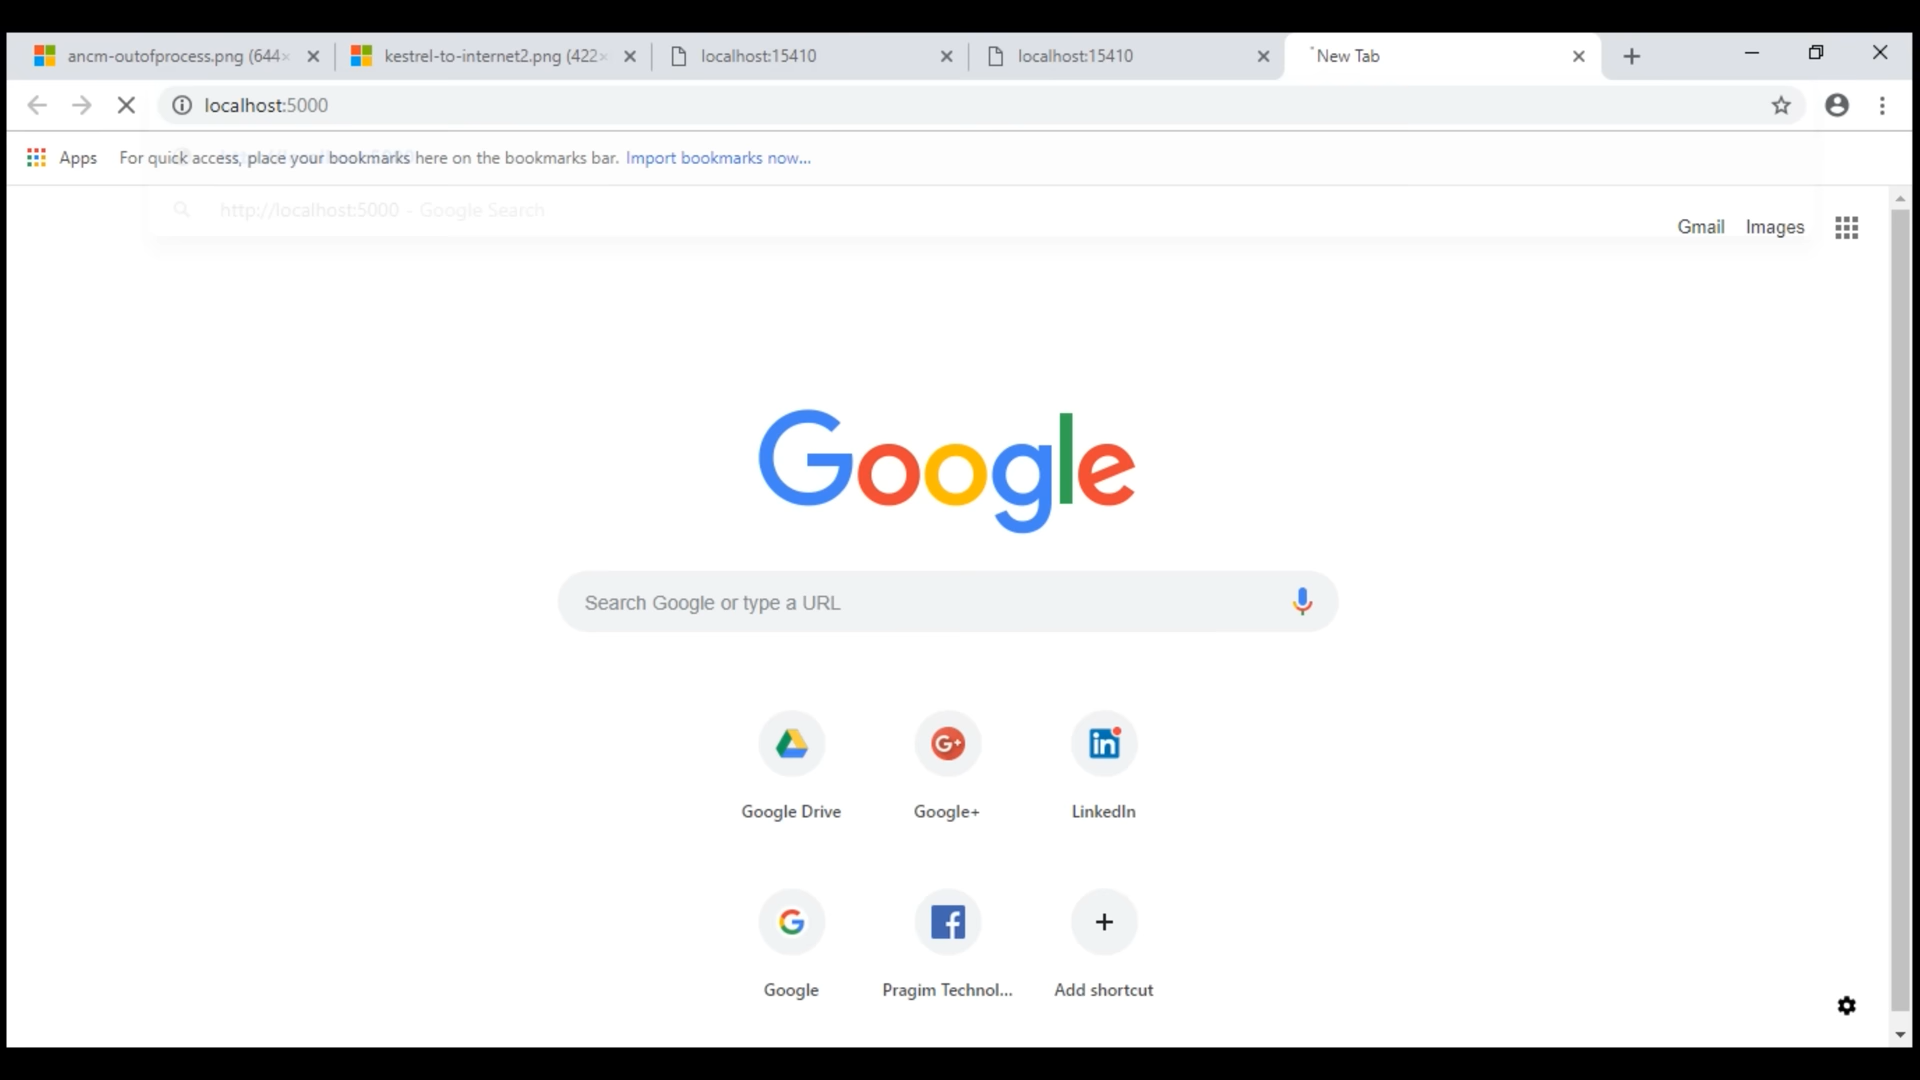 ancm-outofprocess.png (644×
kestrel-to-internet2.png (422×
localhost:15410
localhost:15410
New Tab
localhost:5000
Apps
For quick access, place your bookmarks here on the bookmarks bar. Import bookmarks now...
http://localhost:5000 - Google Search
Gmail
Images
Google
Search Google or type a URL
Google Drive
Google+
LinkedIn
Google
Pragim Technol...
Add shortcut